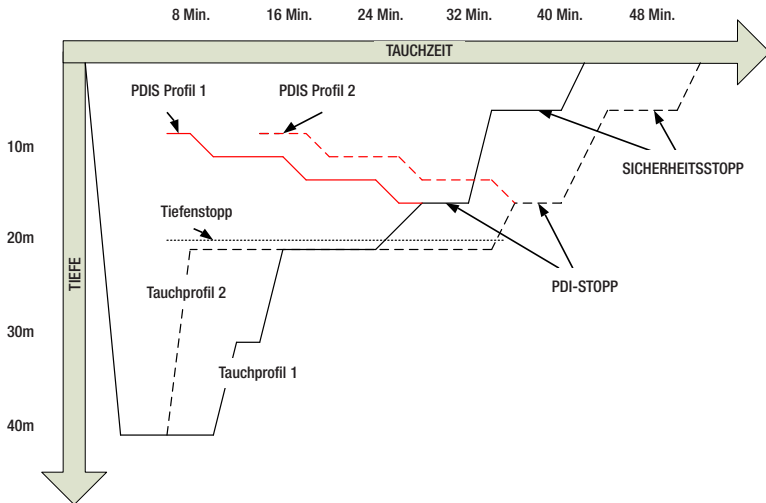 8 Min. 16 Min. 24 Min. 32 Min. 40 Min. 48 Min.
TAUCHZEIT
PDIS Profil 1
PDIS Profil 2
10m
SICHERHEITSSTOPP
Tiefenstopp
20m
TIEFE
PDI-STOPP
Tauchprofil 2
30m
Tauchprofil 1
40m